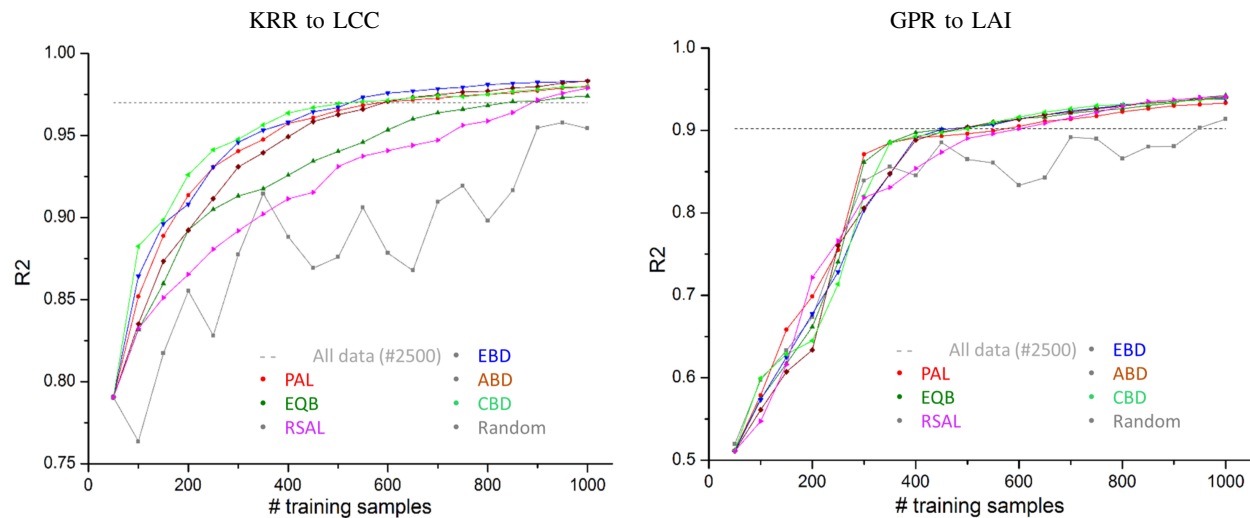 KRR to LCC
1.00
0.95
0.90
0.85
0.80
0.75
R2
0 200 400 600 800 1000
# training samples
All data (#2500)
PAL
EQB
RSAL
EBD
ABD
CBD
Random
GPR to LAI
1.0
0.9
0.8
0.7
0.6
0.5
R2
0 200 400 600 800 1000
# training samples
All data (#2500)
PAL
EQB
RSAL
EBD
ABD
CBD
Random